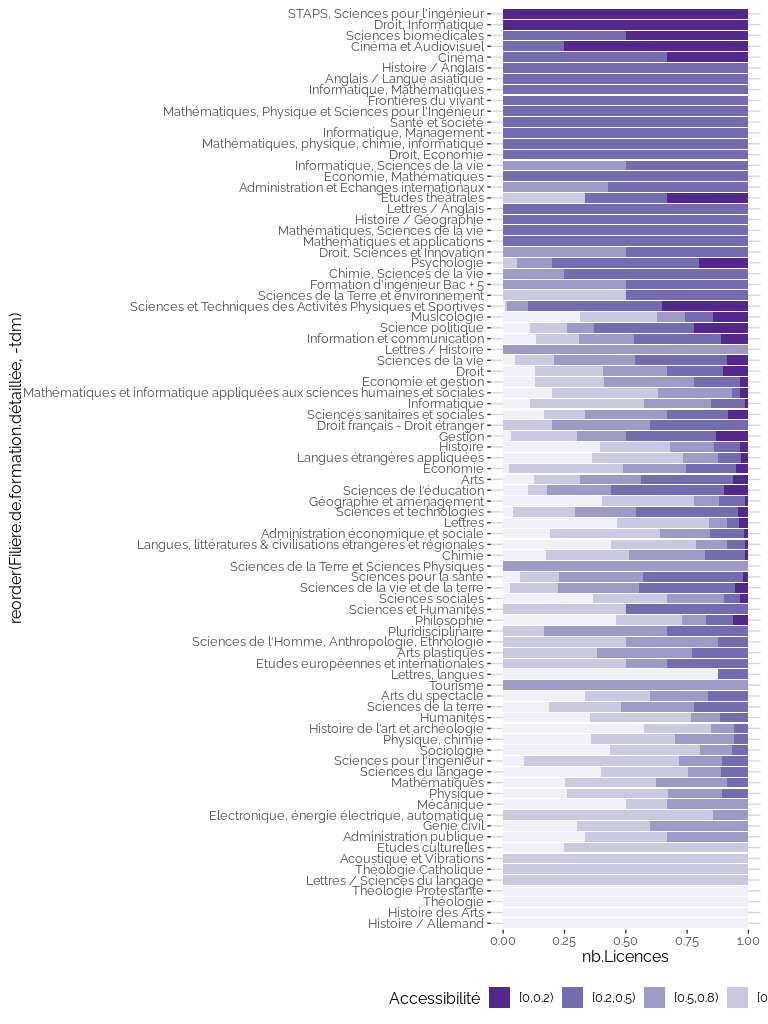 STAPS, Sciences pour l'ingénieur
Droit, Informatique
Sciences biomédicales
Cinéma et Audiovisuel
Cinéma
Histoire / Anglais
Anglais / Langue asiatique
Informatique, Mathématiques
Frontières du vivant
Mathématiques, Physique et Sciences pour l'Ingénieur
Santé et société
Informatique, Management
Mathématiques, physique, chimie, informatique
Droit, Economie
Informatique, Sciences de la vie
Economie, Mathématiques
Administration et Echanges internationaux
Etudes théâtrales
Lettres / Anglais
Histoire / Géographie
Mathématiques, Sciences de la vie
Mathématiques et applications
Droit, Sciences et Innovation
Psychologie
Chimie, Sciences de la vie
Formation d'ingénieur Bac + 5
Sciences de la Terre et environnement
Sciences et Techniques des Activités Physiques et Sportives
Musicologie
Science politique
Information et communication
Lettres / Histoire
Sciences de la vie
Droit
Economie et gestion
Mathématiques et informatique appliquées aux sciences humaines et sociales
Informatique
Sciences sanitaires et sociales
Droit français - Droit étranger
Gestion
Histoire
Langues étrangères appliquées
Economie
Arts
Sciences de l'éducation
Géographie et aménagement
Sciences et technologies
Lettres
Administration économique et sociale
Langues, littératures & civilisations étrangères et régionales
Chimie
Sciences de la Terre et Sciences Physiques
Sciences pour la santé
Sciences de la vie et de la terre
Sciences sociales
Sciences et Humanités
Philosophie
Pluridisciplinaire
Sciences de l'Homme, Anthropologie, Ethnologie
Arts plastiques
Etudes européennes et internationales
Lettres, langues
Tourisme
Arts du spectacle
Sciences de la terre
Humanités
Histoire de l'art et archéologie
Physique, chimie
Sociologie
Sciences pour l'ingénieur
Sciences du langage
Mathématiques
Physique
Mécanique
Electronique, énergie électrique, automatique
Génie civil
Administration publique
Etudes culturelles
Acoustique et Vibrations
Théologie Catholique
Lettres / Sciences du langage
Théologie Protestante
Théologie
Histoire des Arts
Histoire / Allemand
reorder(Filière.de.formation.détaillée, -tdm)
0.00 0.25 0.50 0.75 1.00
nb.Licences
Accessibilité [0,0.2) [0.2,0.5) [0.5,0.8) [0